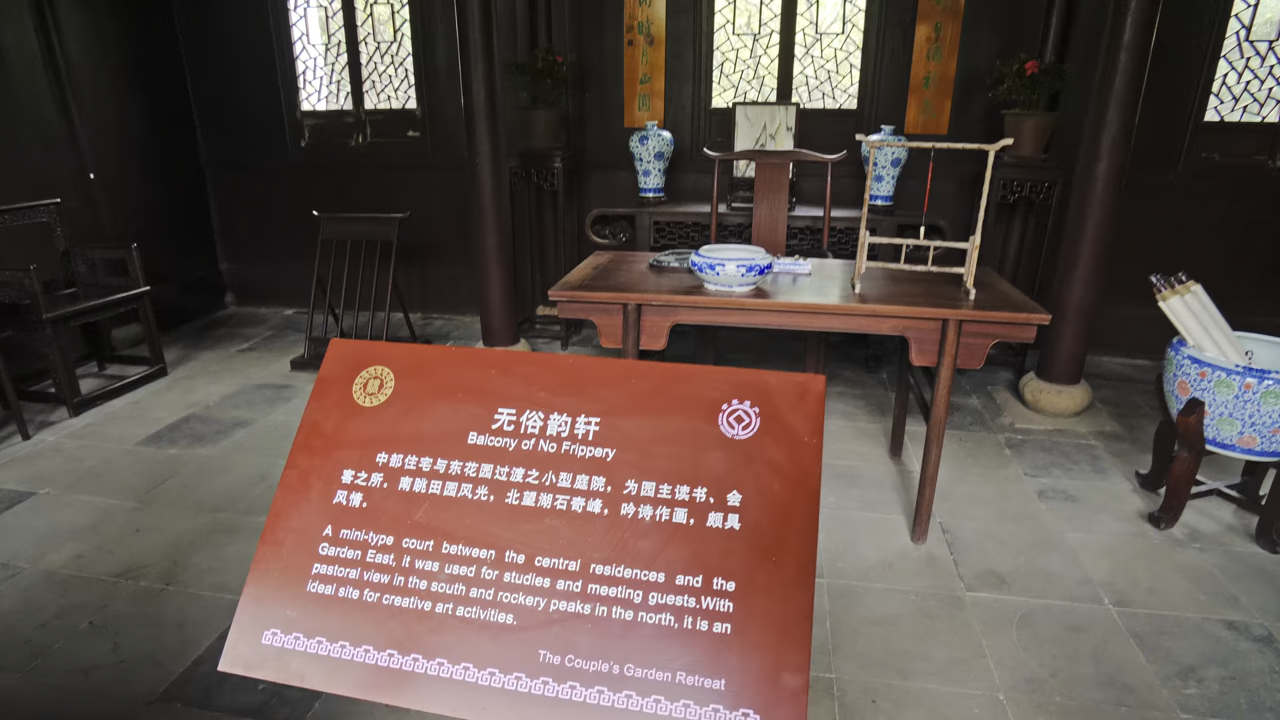 无俗韵轩
Balcony of No Frippery
中部住宅与东花园过渡之小型庭院，为园主读书、会
客之所。南眺田园风光，北望湖石奇峰，吟诗作画，颇具
风情。
A mini-type court between the central residences and the
Garden East, it was used for studies and meeting guests.With
pastoral view in the south and rockery peaks in the north, it is an
ideal site for creative art activities.
The Couple's Garden Retreat